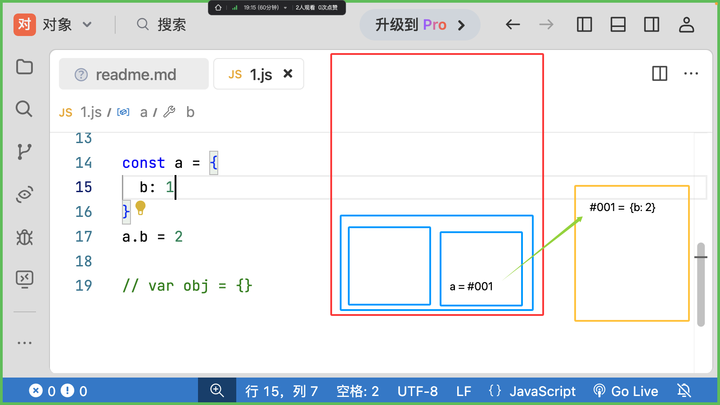 19:15 (60分钟) 2人观看 0次点赞
对 对象 搜索 升级到 Pro
readme.md
JS 1.js
JS 1.js / a / b
13
14 const a = {
15 b: 1
16 }
17 a.b = 2
18
19 // var obj = {}
a = #001
#001 = {b: 2}
0 0 行 15，列 7 空格: 2 UTF-8 LF {} JavaScript Go Live